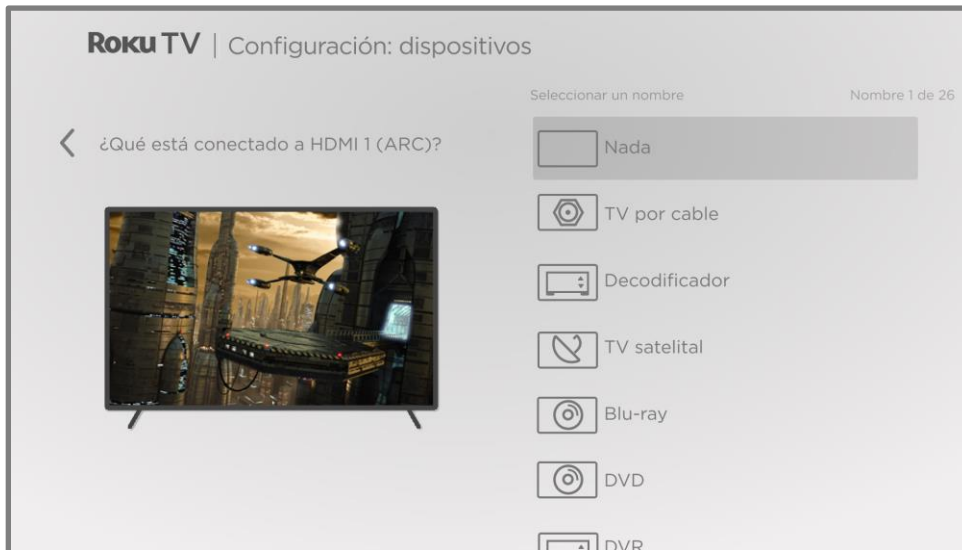 Roku TV | Configuración: dispositivos
Seleccionar un nombre
Nombre 1 de 26
¿Qué está conectado a HDMI 1 (ARC)?
Nada
TV por cable
Decodificador
TV satelital
Blu-ray
DVD
DVR